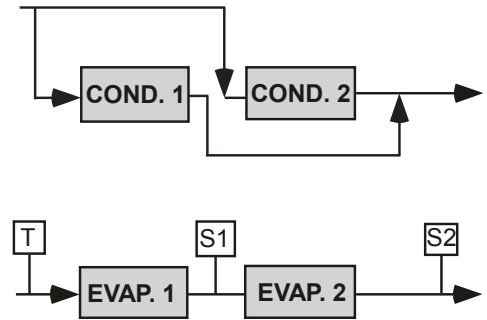 COND. 1
COND. 2
T
S1
S2
EVAP. 1
EVAP. 2